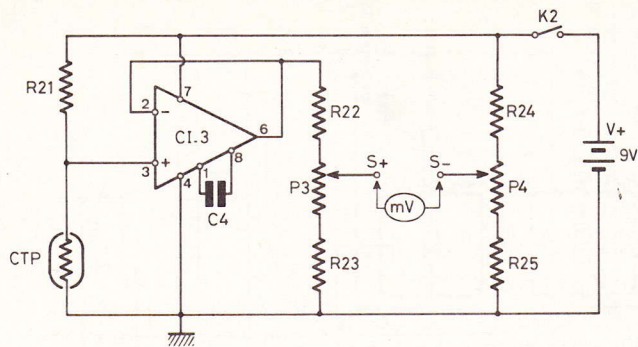 K2
R21
7
2
-
R22
R24
V+
CI.3
6
9V
+
3
8
1
4
S+
S-
P3
mV
P4
C4
CTP
R23
R25